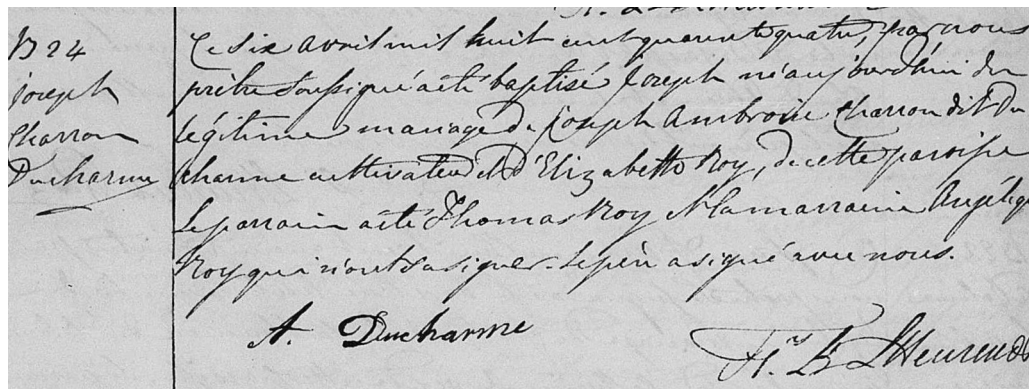 B 24
Joseph
Charron
Ducharme
Le six avril mil huit cent quarante quatre, par nous
prêtre soussigné a été baptisé Joseph né aujourd'hui du
légitime mariage de Joseph Ambroise Charron dit Du
charme cultivateur et d'Elizabeth Roy, de cette paroisse
Le parrain a été Thomas Roy et la marraine Angéliq
Roy qui n'ont su signer. Le père a signé avec nous.
A. Ducharme
L'Heureux